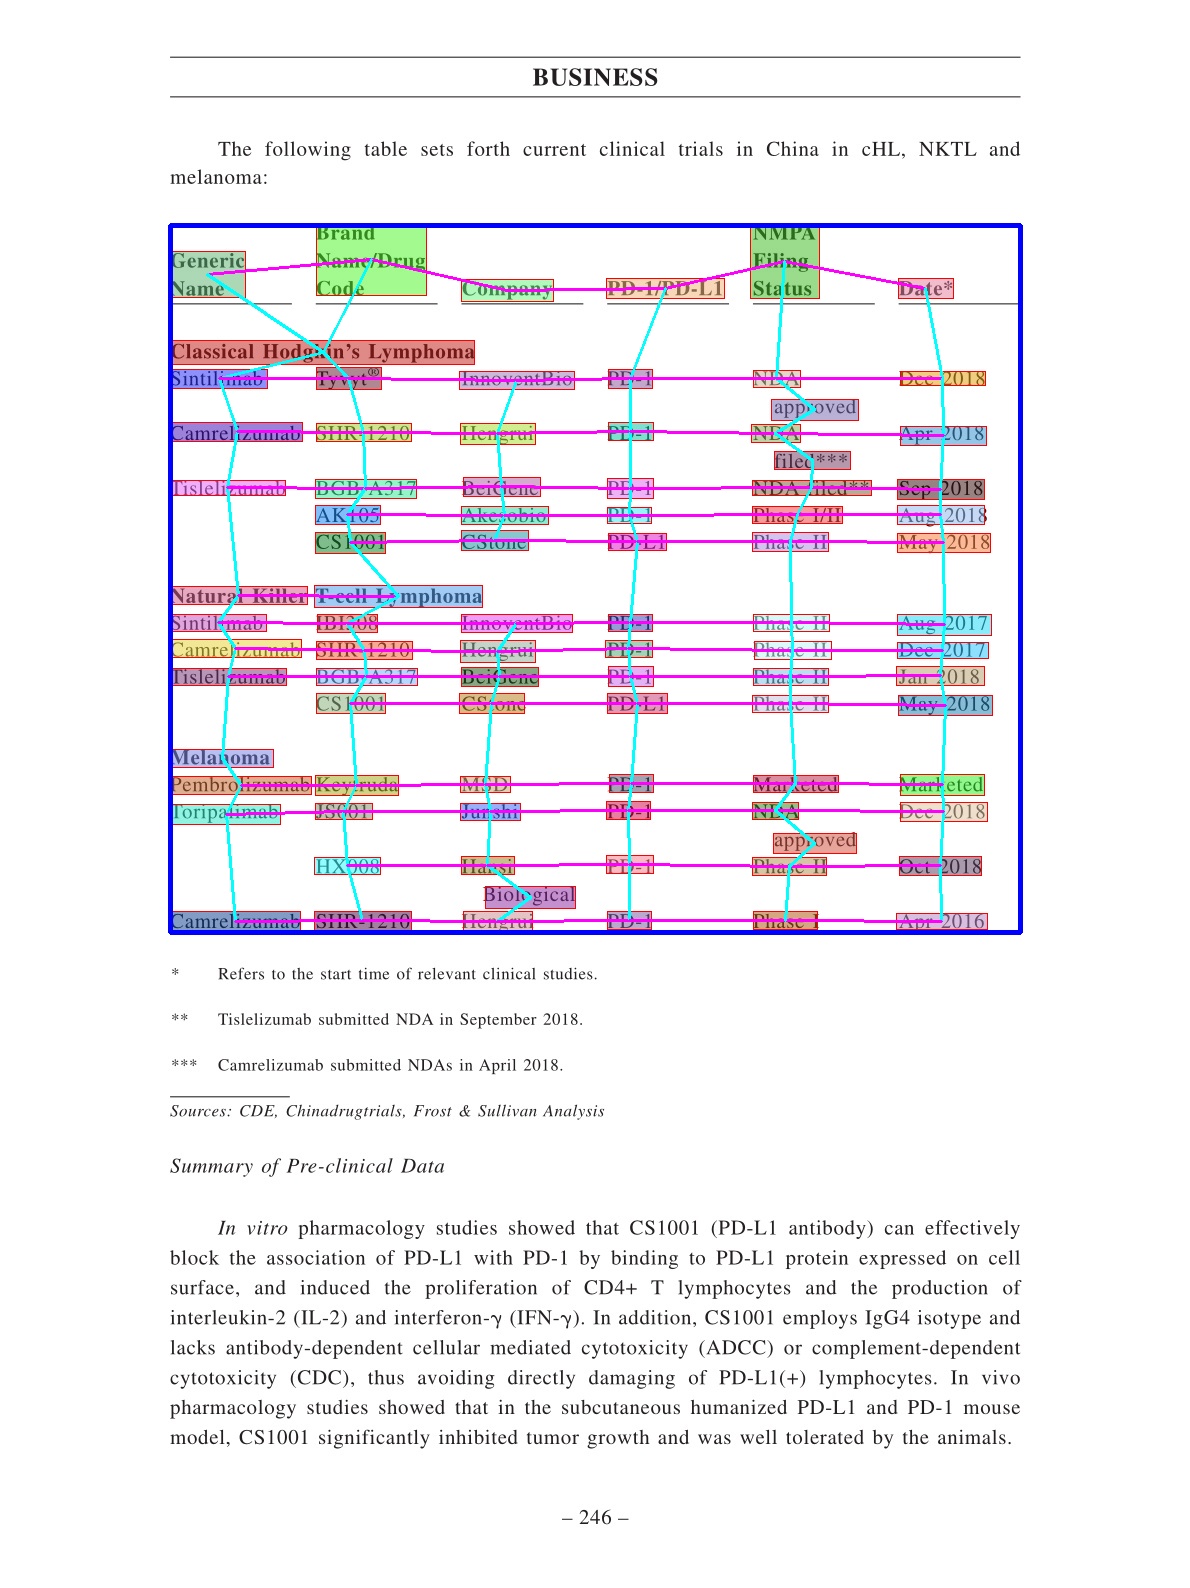 BUSINESS
The following table sets forth current clinical trials in China in cHL, NKTL and
melanoma:
Generic Name Brand Name/Drug Code Company PD-1/PD-L1 NMPA Filing Status Date*
Classical Hodgkin's Lymphoma
Sintilimab Tyvyt® InnoventBio PD-1 NDA approved Dec 2018
Camrelizumab SHR-1210 Hengrui PD-1 NDA filed*** Apr 2018
Tislelizumab BGB-A317 BeiGene PD-1 NDA filed** Sep 2018
AK105 Akesobio PD-1 Phase I/II Aug 2018
CS1001 CStone PD-L1 Phase II May 2018
Natural Killer T-cell Lymphoma
Sintilimab IBI308 InnoventBio PD-1 Phase II Aug 2017
Camrelizumab SHR-1210 Hengrui PD-1 Phase II Dec 2017
Tislelizumab BGB-A317 BeiGene PD-1 Phase II Jan 2018
CS1001 CStone PD-L1 Phase II May 2018
Melanoma
Pembrolizumab Keytruda MSD PD-1 Marketed Marketed
Toripalimab JS001 Junshi PD-1 NDA approved Dec 2018
HX008 Hansi Biological PD-1 Phase II Oct 2018
Camrelizumab SHR-1210 Hengrui PD-1 Phase I Apr 2016
* Refers to the start time of relevant clinical studies.
** Tislelizumab submitted NDA in September 2018.
*** Camrelizumab submitted NDAs in April 2018.
Sources: CDE, Chinadrugtrials, Frost & Sullivan Analysis
Summary of Pre-clinical Data
In vitro pharmacology studies showed that CS1001 (PD-L1 antibody) can effectively
block the association of PD-L1 with PD-1 by binding to PD-L1 protein expressed on cell
surface, and induced the proliferation of CD4+ T lymphocytes and the production of
interleukin-2 (IL-2) and interferon-γ (IFN-γ). In addition, CS1001 employs IgG4 isotype and
lacks antibody-dependent cellular mediated cytotoxicity (ADCC) or complement-dependent
cytotoxicity (CDC), thus avoiding directly damaging of PD-L1(+) lymphocytes. In vivo
pharmacology studies showed that in the subcutaneous humanized PD-L1 and PD-1 mouse
model, CS1001 significantly inhibited tumor growth and was well tolerated by the animals.
– 246 –